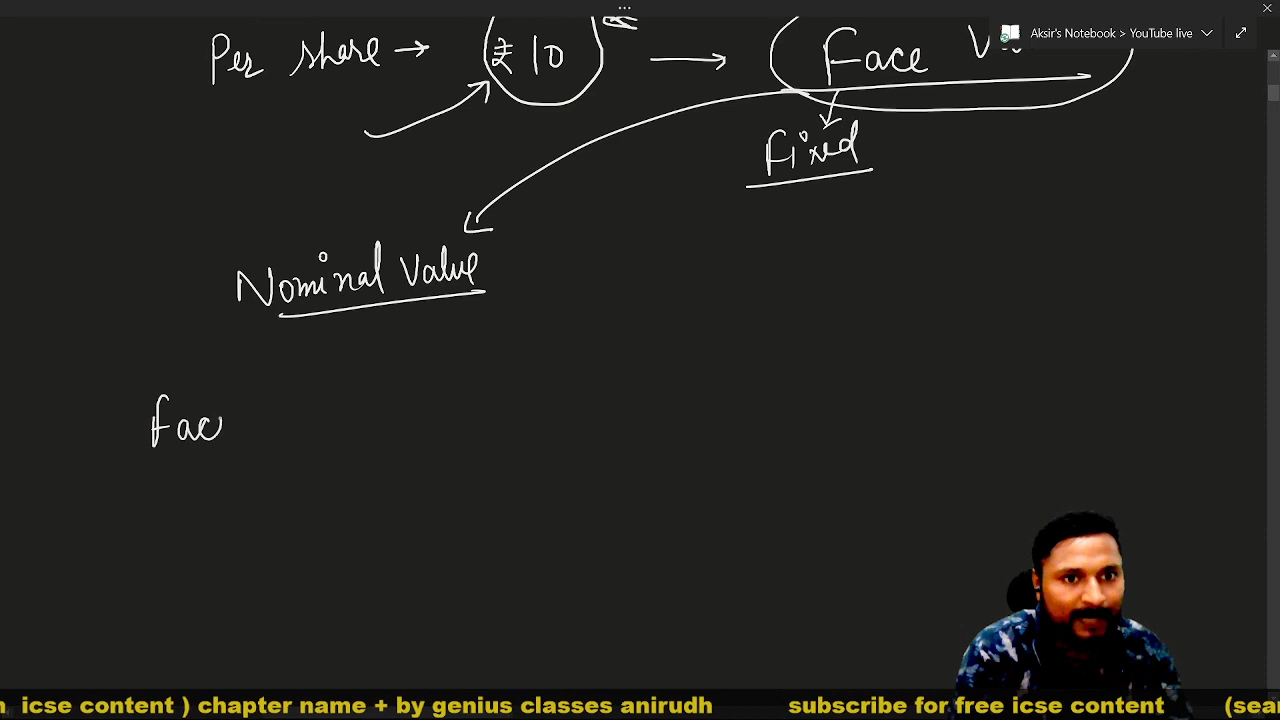 Aksir's Notebook > YouTube live
Per share → ₹10 → Face
Fixed
Nominal Value
Fac
icse content ) chapter name + by genius classes anirudh subscribe for free icse content (sear